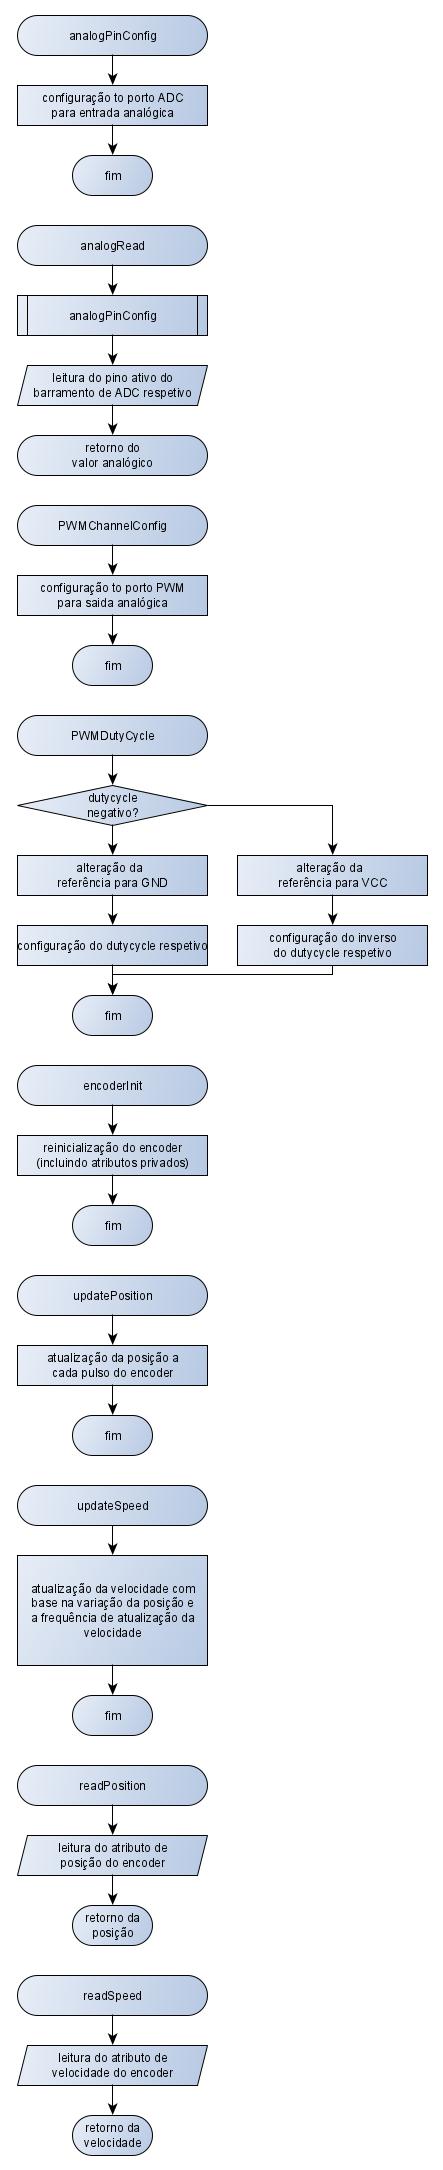 analogPinConfig
configuração to porto ADC
para entrada analógica
fim
analogRead
analogPinConfig
leitura do pino ativo do
barramento de ADC respetivo
retorno do
valor analógico
PWMChannelConfig
configuração to porto PWM
para saida analógica
fim
PWMDutyCycle
dutycycle
negativo?
alteração da
referência para GND
alteração da
referência para VCC
configuração do dutycycle respetivo
configuração do inverso
do dutycycle respetivo
fim
encoderInit
reinicialização do encoder
(incluindo atributos privados)
fim
updatePosition
atualização da posição a
cada pulso do encoder
fim
updateSpeed
atualização da velocidade com
base na variação da posição e
a frequência de atualização da
velocidade
fim
readPosition
leitura do atributo de
posição do encoder
retorno da
posição
readSpeed
leitura do atributo de
velocidade do encoder
retorno da
velocidade